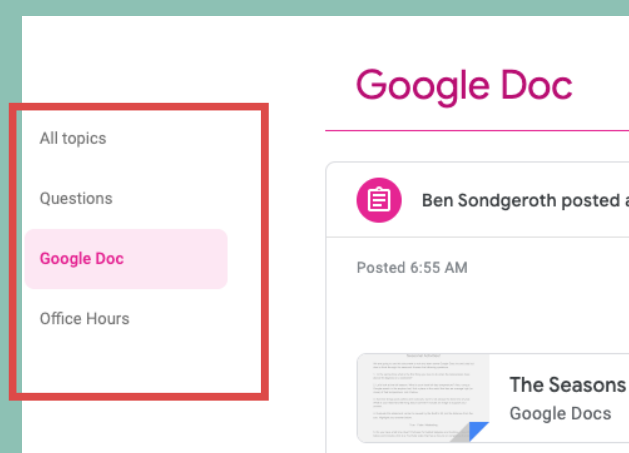 Google Doc
All topics
Questions
Google Doc
Office Hours
Ben Sondgeroth posted a
Posted 6:55 AM
The Seasons
Google Docs